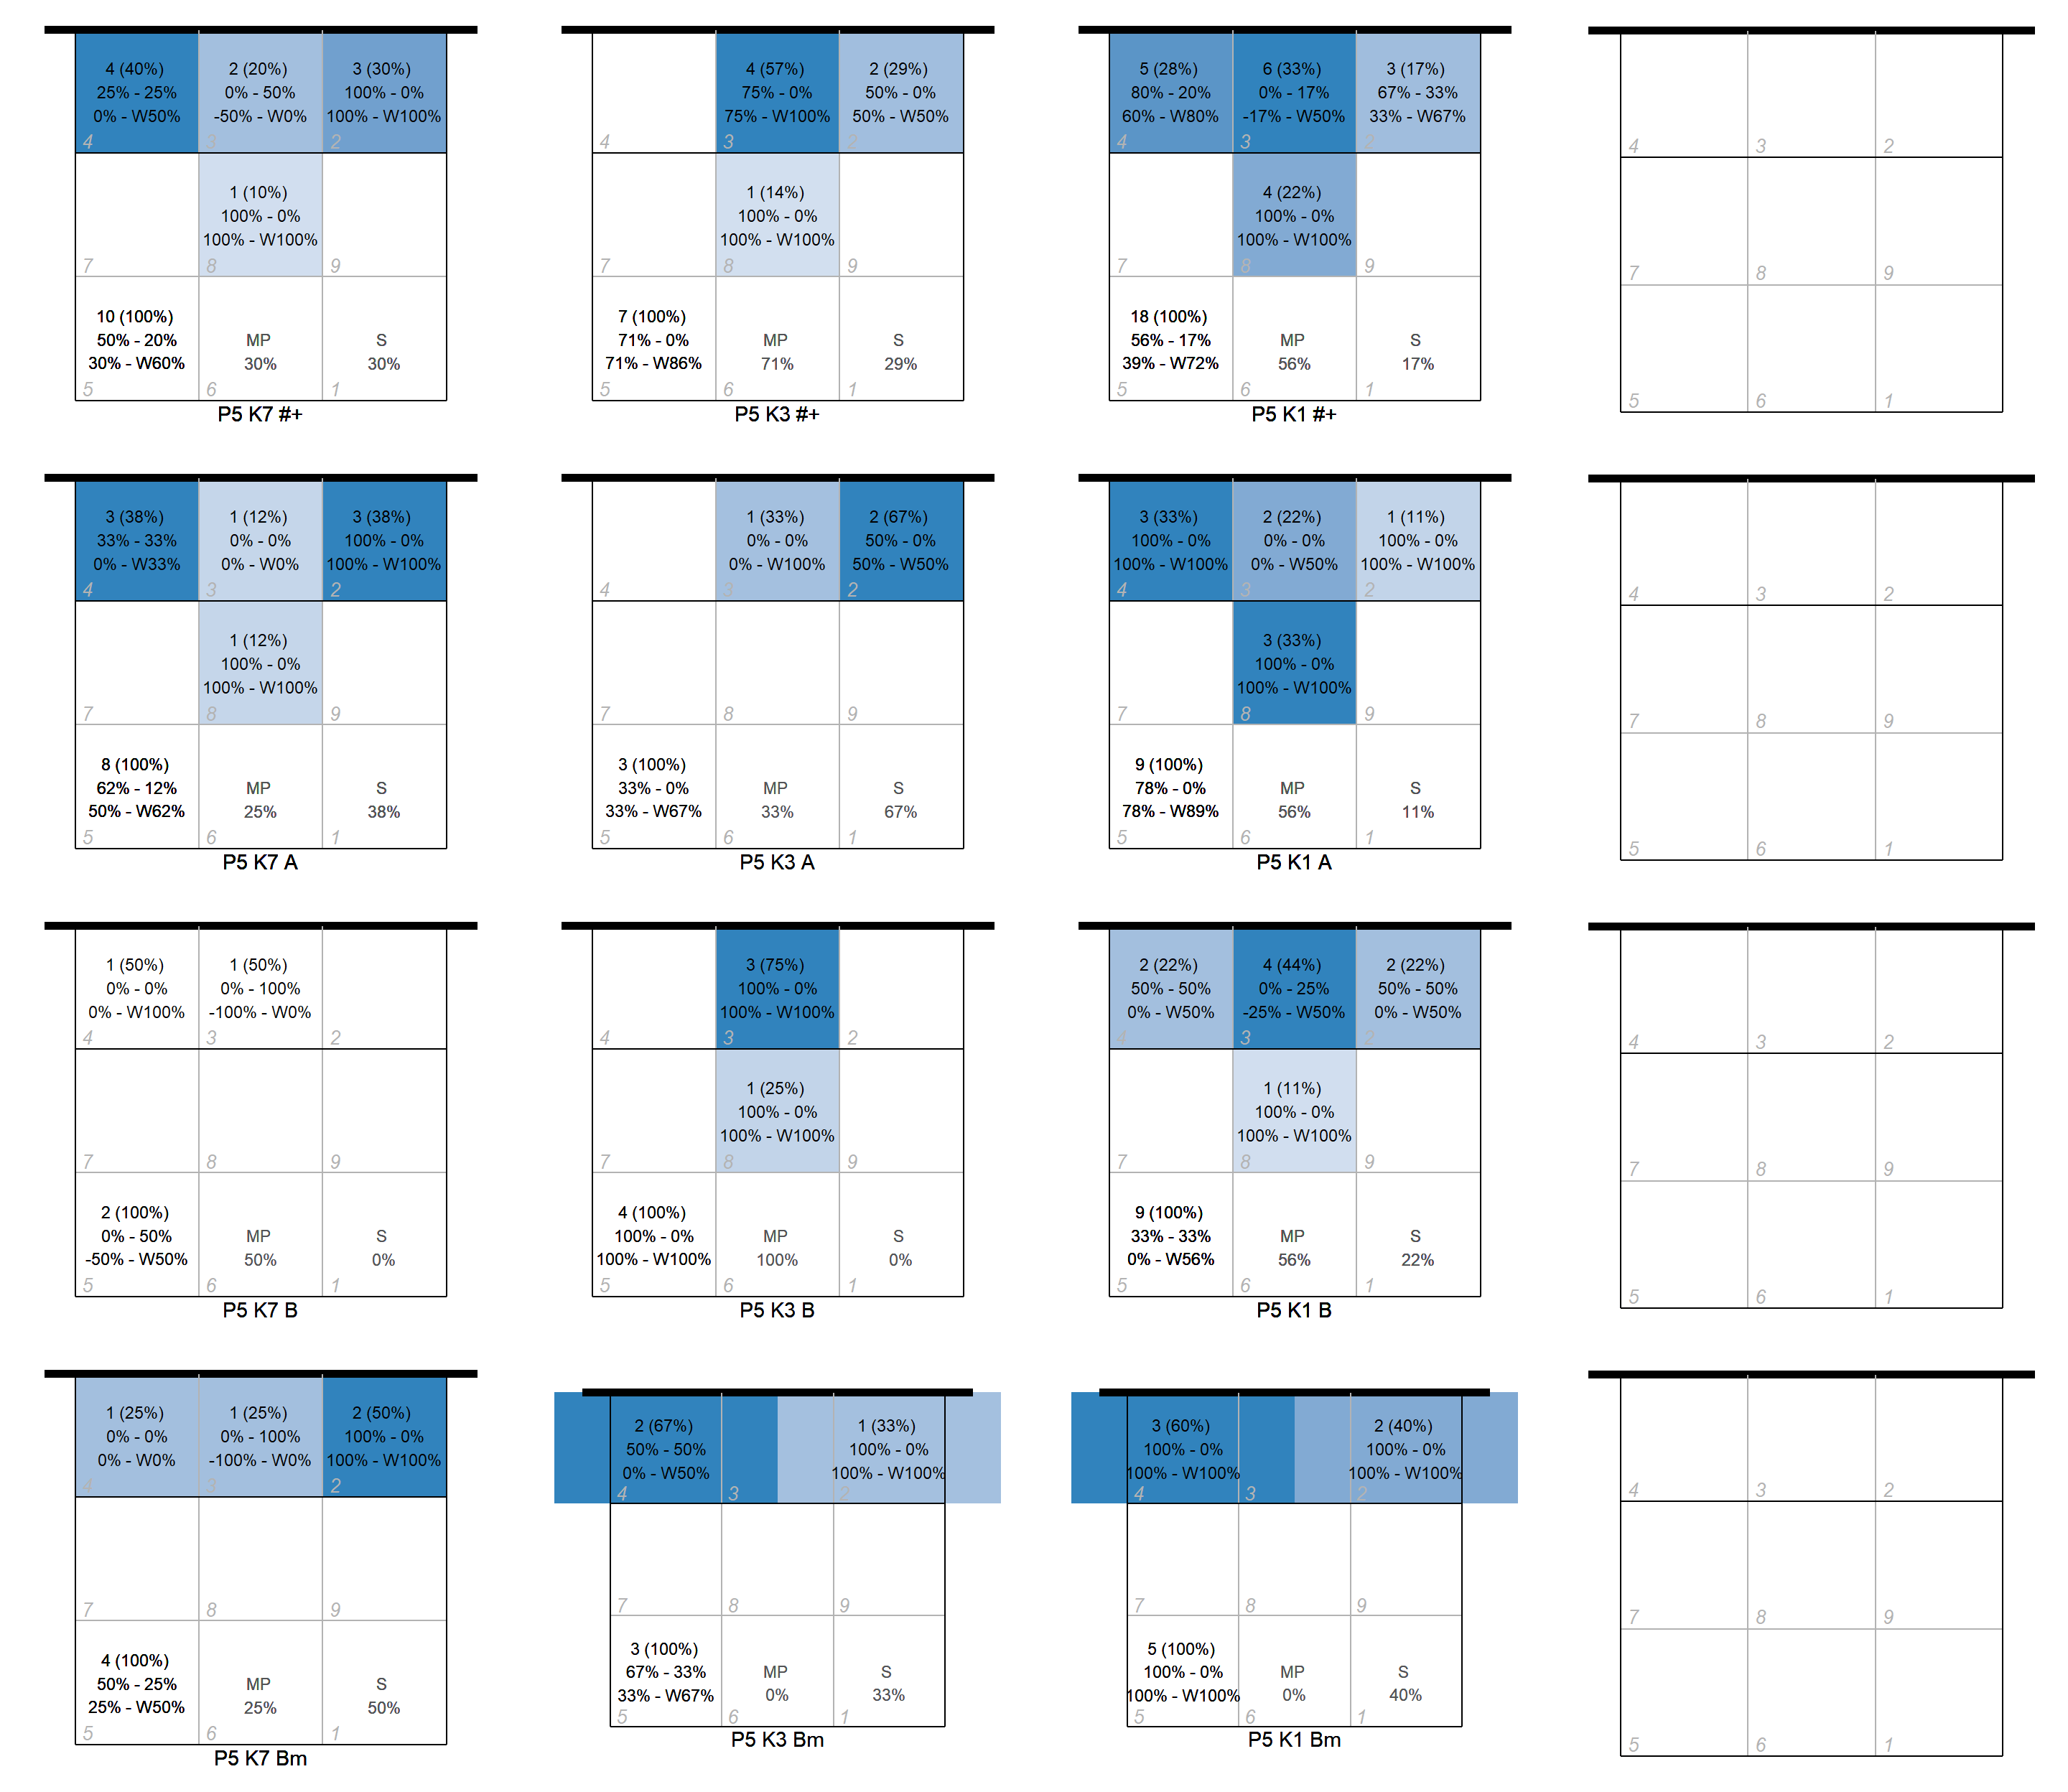 4 (40%)
25% - 25%
0% - W50%
4
2 (20%)
0% - 50%
-50% - W0%
3
3 (30%)
100% - 0%
100% - W100%
2
7
1 (10%)
100% - 0%
100% - W100%
8
9
10 (100%)
50% - 20%
30% - W60%
5
MP
30%
6
S
30%
1
P5 K7 #+
4
4 (57%)
75% - 0%
75% - W100%
3
2 (29%)
50% - 0%
50% - W50%
2
7
1 (14%)
100% - 0%
100% - W100%
8
9
7 (100%)
71% - 0%
71% - W86%
5
MP
71%
6
S
29%
1
P5 K3 #+
5 (28%)
80% - 20%
60% - W80%
4
6 (33%)
0% - 17%
-17% - W50%
3
3 (17%)
67% - 33%
33% - W67%
2
7
4 (22%)
100% - 0%
100% - W100%
8
9
18 (100%)
56% - 17%
39% - W72%
5
MP
56%
6
S
17%
1
P5 K1 #+
4
3
2
7
8
9
5
6
1
3 (38%)
33% - 33%
0% - W33%
4
1 (12%)
0% - 0%
0% - W0%
3
3 (38%)
100% - 0%
100% - W100%
2
7
1 (12%)
100% - 0%
100% - W100%
8
9
8 (100%)
62% - 12%
50% - W62%
5
MP
25%
6
S
38%
1
P5 K7 A
4
1 (33%)
0% - 0%
0% - W100%
3
2 (67%)
50% - 0%
50% - W50%
2
7
8
9
3 (100%)
33% - 0%
33% - W67%
5
MP
33%
6
S
67%
1
P5 K3 A
3 (33%)
100% - 0%
100% - W100%
4
2 (22%)
0% - 0%
0% - W50%
3
1 (11%)
100% - 0%
100% - W100%
2
7
3 (33%)
100% - 0%
100% - W100%
8
9
9 (100%)
78% - 0%
78% - W89%
5
MP
56%
6
S
11%
1
P5 K1 A
4
3
2
7
8
9
5
6
1
1 (50%)
0% - 0%
0% - W100%
4
1 (50%)
0% - 100%
-100% - W0%
3
2
7
8
9
2 (100%)
0% - 50%
-50% - W50%
5
MP
50%
6
S
0%
1
P5 K7 B
4
3 (75%)
100% - 0%
100% - W100%
3
2
7
1 (25%)
100% - 0%
100% - W100%
8
9
4 (100%)
100% - 0%
100% - W100%
5
MP
100%
6
S
0%
1
P5 K3 B
2 (22%)
50% - 50%
0% - W50%
4
4 (44%)
0% - 25%
-25% - W50%
3
2 (22%)
50% - 50%
0% - W50%
2
7
1 (11%)
100% - 0%
100% - W100%
8
9
9 (100%)
33% - 33%
0% - W56%
5
MP
56%
6
S
22%
1
P5 K1 B
4
3
2
7
8
9
5
6
1
1 (25%)
0% - 0%
0% - W0%
4
1 (25%)
0% - 100%
-100% - W0%
3
2 (50%)
100% - 0%
100% - W100%
2
7
8
9
4 (100%)
50% - 25%
25% - W50%
5
MP
25%
6
S
50%
1
P5 K7 Bm
2 (67%)
50% - 50%
0% - W50%
4
3
1 (33%)
100% - 0%
100% - W100%
2
7
8
9
3 (100%)
67% - 33%
33% - W67%
5
MP
0%
6
S
33%
1
P5 K3 Bm
3 (60%)
100% - 0%
100% - W100%
4
3
2 (40%)
100% - 0%
100% - W100%
2
7
8
9
5 (100%)
100% - 0%
100% - W100%
5
MP
0%
6
S
40%
1
P5 K1 Bm
4
3
2
7
8
9
5
6
1